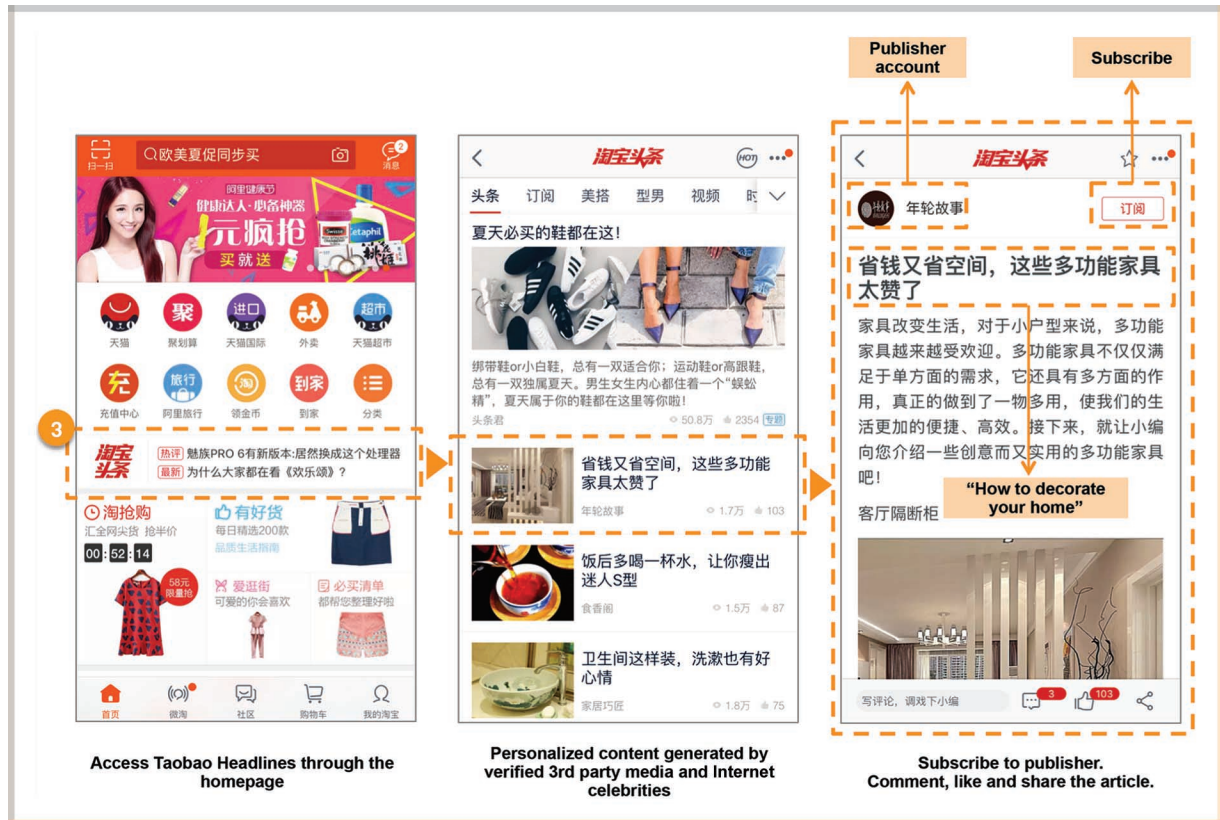 Publisher
account
Subscribe
扫一扫
欧美夏促同步买
2
消息
阿里健康节
健康达人·必备神器
一元疯抢
买就送
Swisse
Cetaphil
天猫
聚
聚划算
进口
天猫国际
外卖
超市
天猫超市
充
充值中心
旅行
阿里旅行
淘
领金币
到家
到家
分类
3
淘宝
头条
热评 魅族PRO 6有新版本:居然换成这个处理器
最新 为什么大家都在看《欢乐颂》?
淘抢购
汇全网尖货 抢半价
00:52:14
58元
限量抢
有好货
每日精选200款
品质生活指南
爱逛街
可爱的你会喜欢
必买清单
都帮您整理好啦
首页
微淘
社区
购物车
我的淘宝
Access Taobao Headlines through the
homepage
淘宝头条
HOT
头条 订阅 美搭 型男 视频
夏天必买的鞋都在这!
绑带鞋or小白鞋,总有一双适合你;运动鞋or高跟鞋,
总有一双独属夏天。男生女生内心都住着一个“蜈蚣
精”,夏天属于你的鞋都在这里等你啦!
头条君 50.8万 2354 专题
省钱又省空间,这些多功能
家具太赞了
年轮故事 1.7万 103
饭后多喝一杯水,让你瘦出
迷人S型
食香阁 1.5万 87
卫生间这样装,洗漱也有好
心情
家居巧匠 1.8万 75
Personalized content generated by
verified 3rd party media and Internet
celebrities
淘宝头条
年轮故事
订阅
省钱又省空间,这些多功能家具
太赞了
家具改变生活,对于小户型来说,多功能
家具越来越受欢迎。多功能家具不仅仅满
足于单方面的需求,它还具有多方面的作
用,真正的做到了一物多用,使我们的生
活更加的便捷、高效。接下来,就让小编
向您介绍一些创意而又实用的多功能家具
吧!
“How to decorate
your home”
客厅隔断柜
写评论,调戏下小编
3
103
Subscribe to publisher.
Comment, like and share the article.